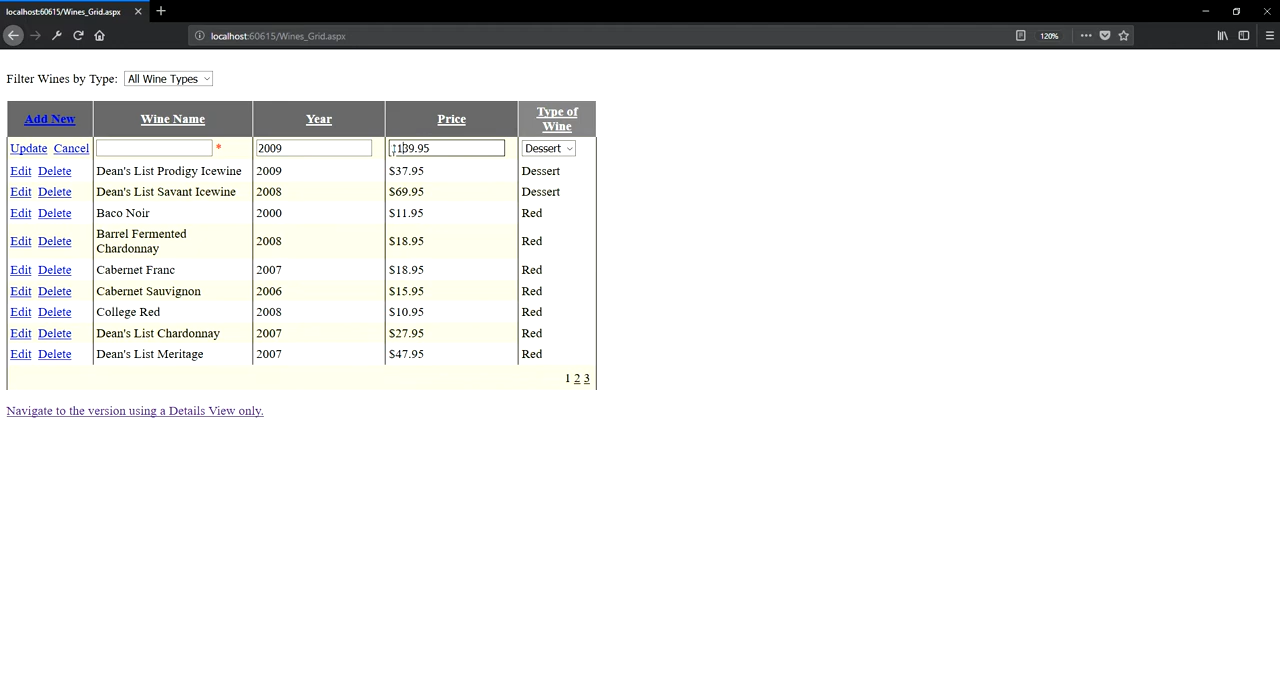 localhost:60615/Wines_Grid.aspx
localhost:60615/Wines_Grid.aspx
120%
Filter Wines by Type: All Wine Types
Add New Wine Name Year Price Type of Wine
Update Cancel * 2009 139.95 Dessert
Edit Delete Dean's List Prodigy Icewine 2009 $37.95 Dessert
Edit Delete Dean's List Savant Icewine 2008 $69.95 Dessert
Edit Delete Baco Noir 2000 $11.95 Red
Edit Delete Barrel Fermented Chardonnay 2008 $18.95 Red
Edit Delete Cabernet Franc 2007 $18.95 Red
Edit Delete Cabernet Sauvignon 2006 $15.95 Red
Edit Delete College Red 2008 $10.95 Red
Edit Delete Dean's List Chardonnay 2007 $27.95 Red
Edit Delete Dean's List Meritage 2007 $47.95 Red
1 2 3
Navigate to the version using a Details View only.